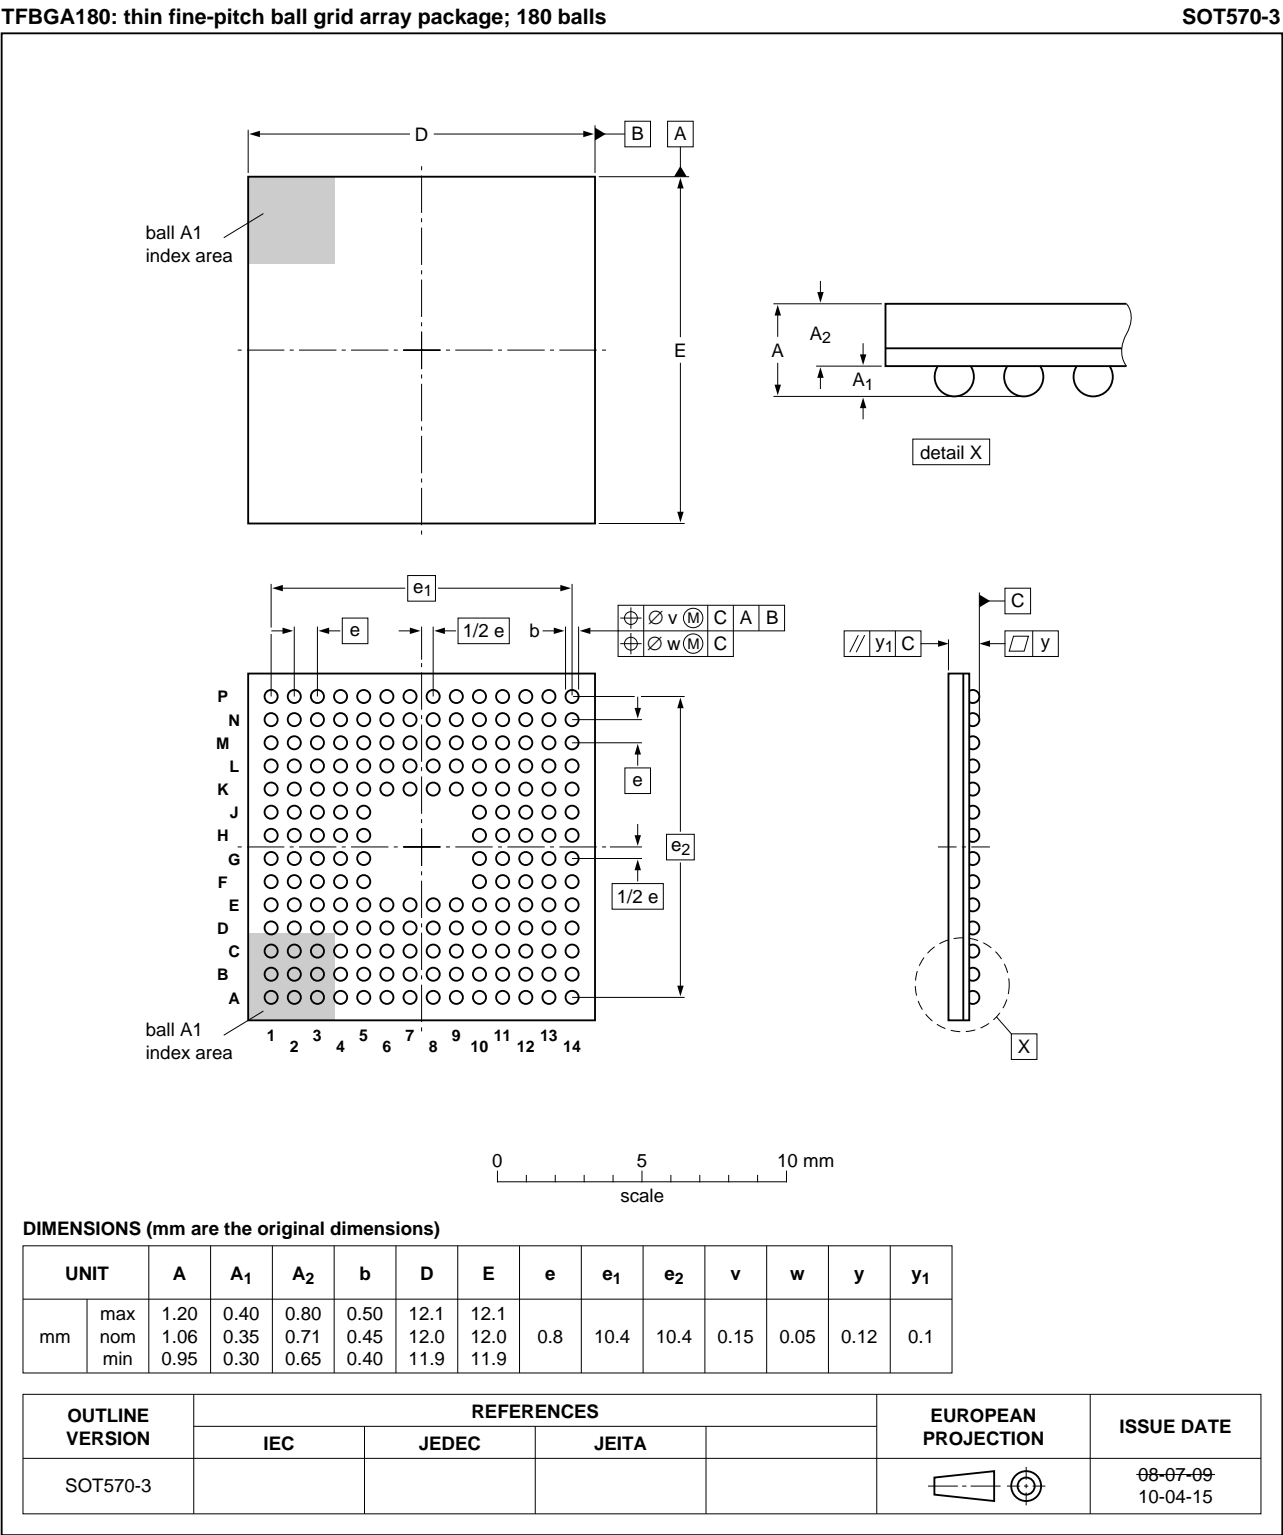 TFBGA180: thin fine-pitch ball grid array package; 180 balls SOT570-3
D B A
ball A1
index area
E
A A2 A1
detail X
e1
e 1/2 e b
⌖ ∅ v Ⓜ C A B
⌖ ∅ w Ⓜ C
C
// y1 C
⏥ y
P
N
M
L
K
J
H
G
F
E
D
C
B
A
e
e2
1/2 e
ball A1
index area
1 2 3 4 5 6 7 8 9 10 11 12 13 14
X
0 5 10 mm
scale
DIMENSIONS (mm are the original dimensions)
UNIT A A1 A2 b D E e e1 e2 v w y y1
mm
max 1.20 0.40 0.80 0.50 12.1 12.1
nom 1.06 0.35 0.71 0.45 12.0 12.0 0.8 10.4 10.4 0.15 0.05 0.12 0.1
min 0.95 0.30 0.65 0.40 11.9 11.9
OUTLINE
VERSION
REFERENCES
IEC JEDEC JEITA
EUROPEAN
PROJECTION
ISSUE DATE
SOT570-3
08-07-09
10-04-15